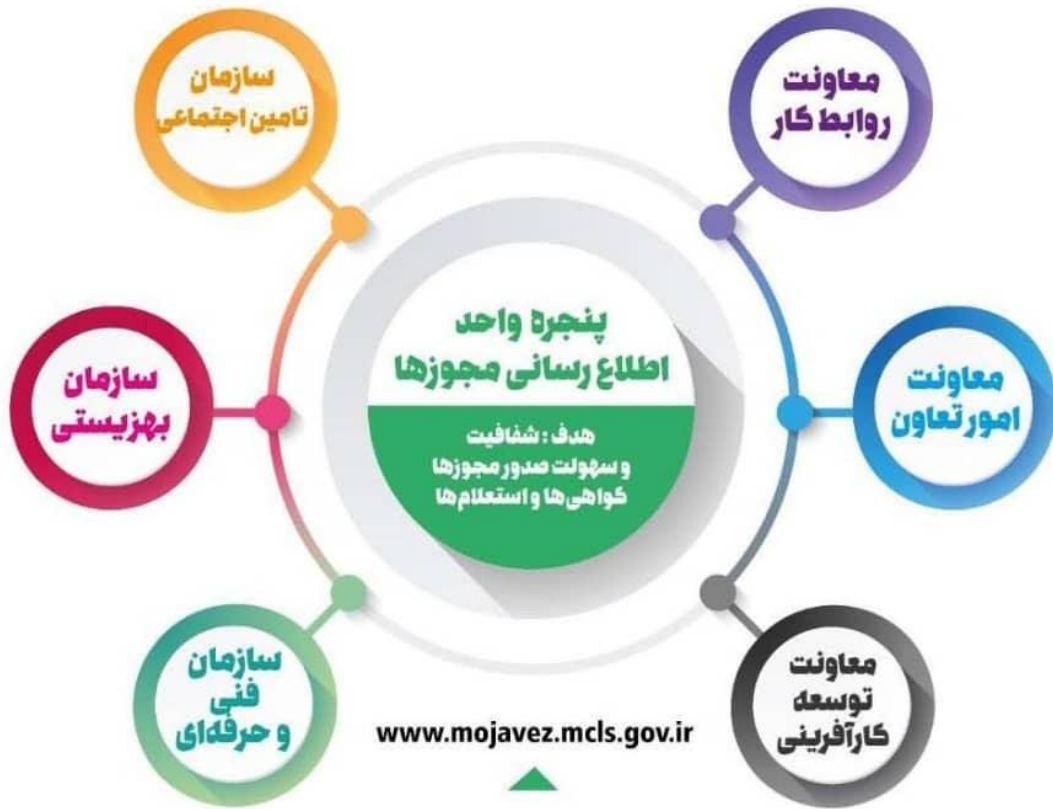 معاونت
روابط کار
سازمان
تامین اجتماعی
پنجره واحد
اطلاع رسانی مجوزها
هدف : شفافیت
و سهولت صدور مجوزها
گواهی‌ها و استعلام‌ها
معاونت
امور تعاون
سازمان
بهزیستی
معاونت
توسعه
کارآفرینی
سازمان
فنی
و حرفه‌ای
www.mojavez.mcls.gov.ir